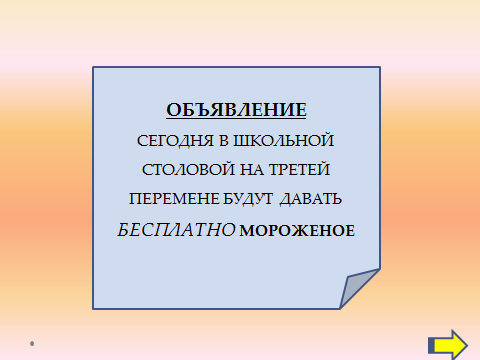 ОБЪЯВЛЕНИЕ
СЕГОДНЯ В ШКОЛЬНОЙ
СТОЛОВОЙ НА ТРЕТЕЙ
ПЕРЕМЕНЕ БУДУТ ДАВАТЬ
БЕСПЛАТНО МОРОЖЕНОЕ